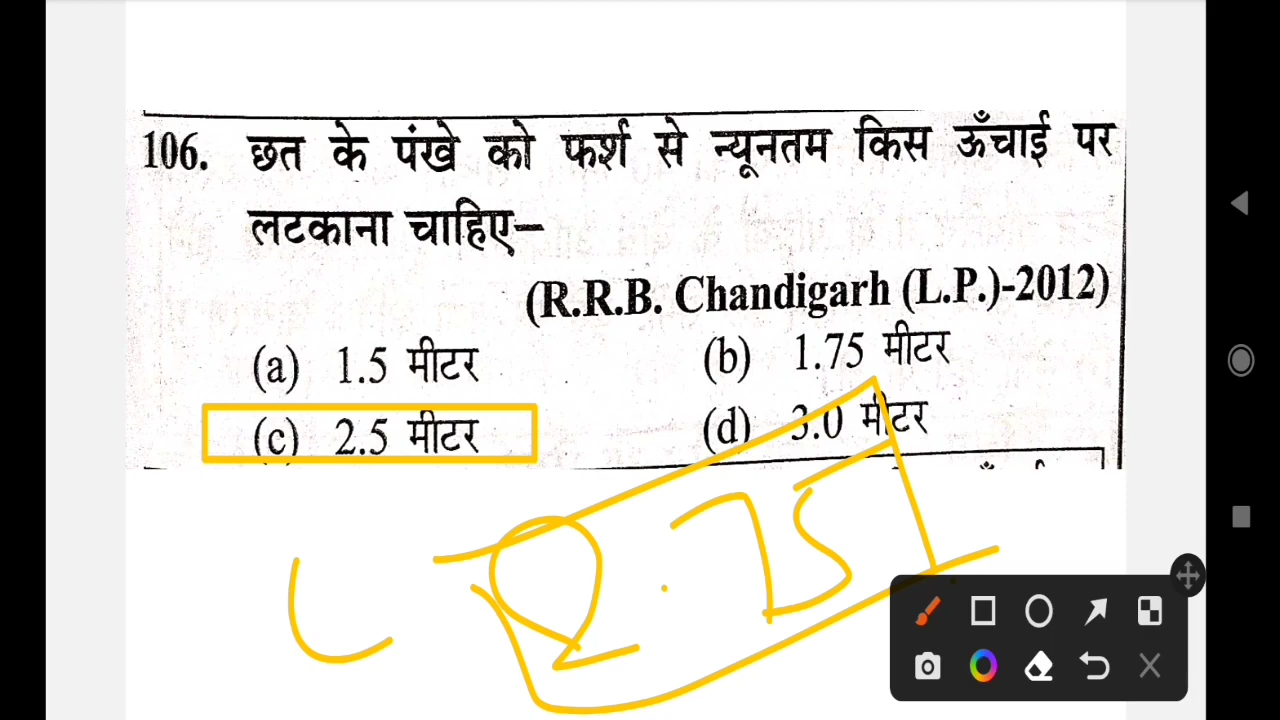 106. छत के पंखे को फर्श से न्यूनतम किस ऊँचाई पर
लटकाना चाहिए–
(R.R.B. Chandigarh (L.P.)-2012)
(a) 1.5 मीटर (b) 1.75 मीटर
(c) 2.5 मीटर (d) 3.0 मीटर
2.75